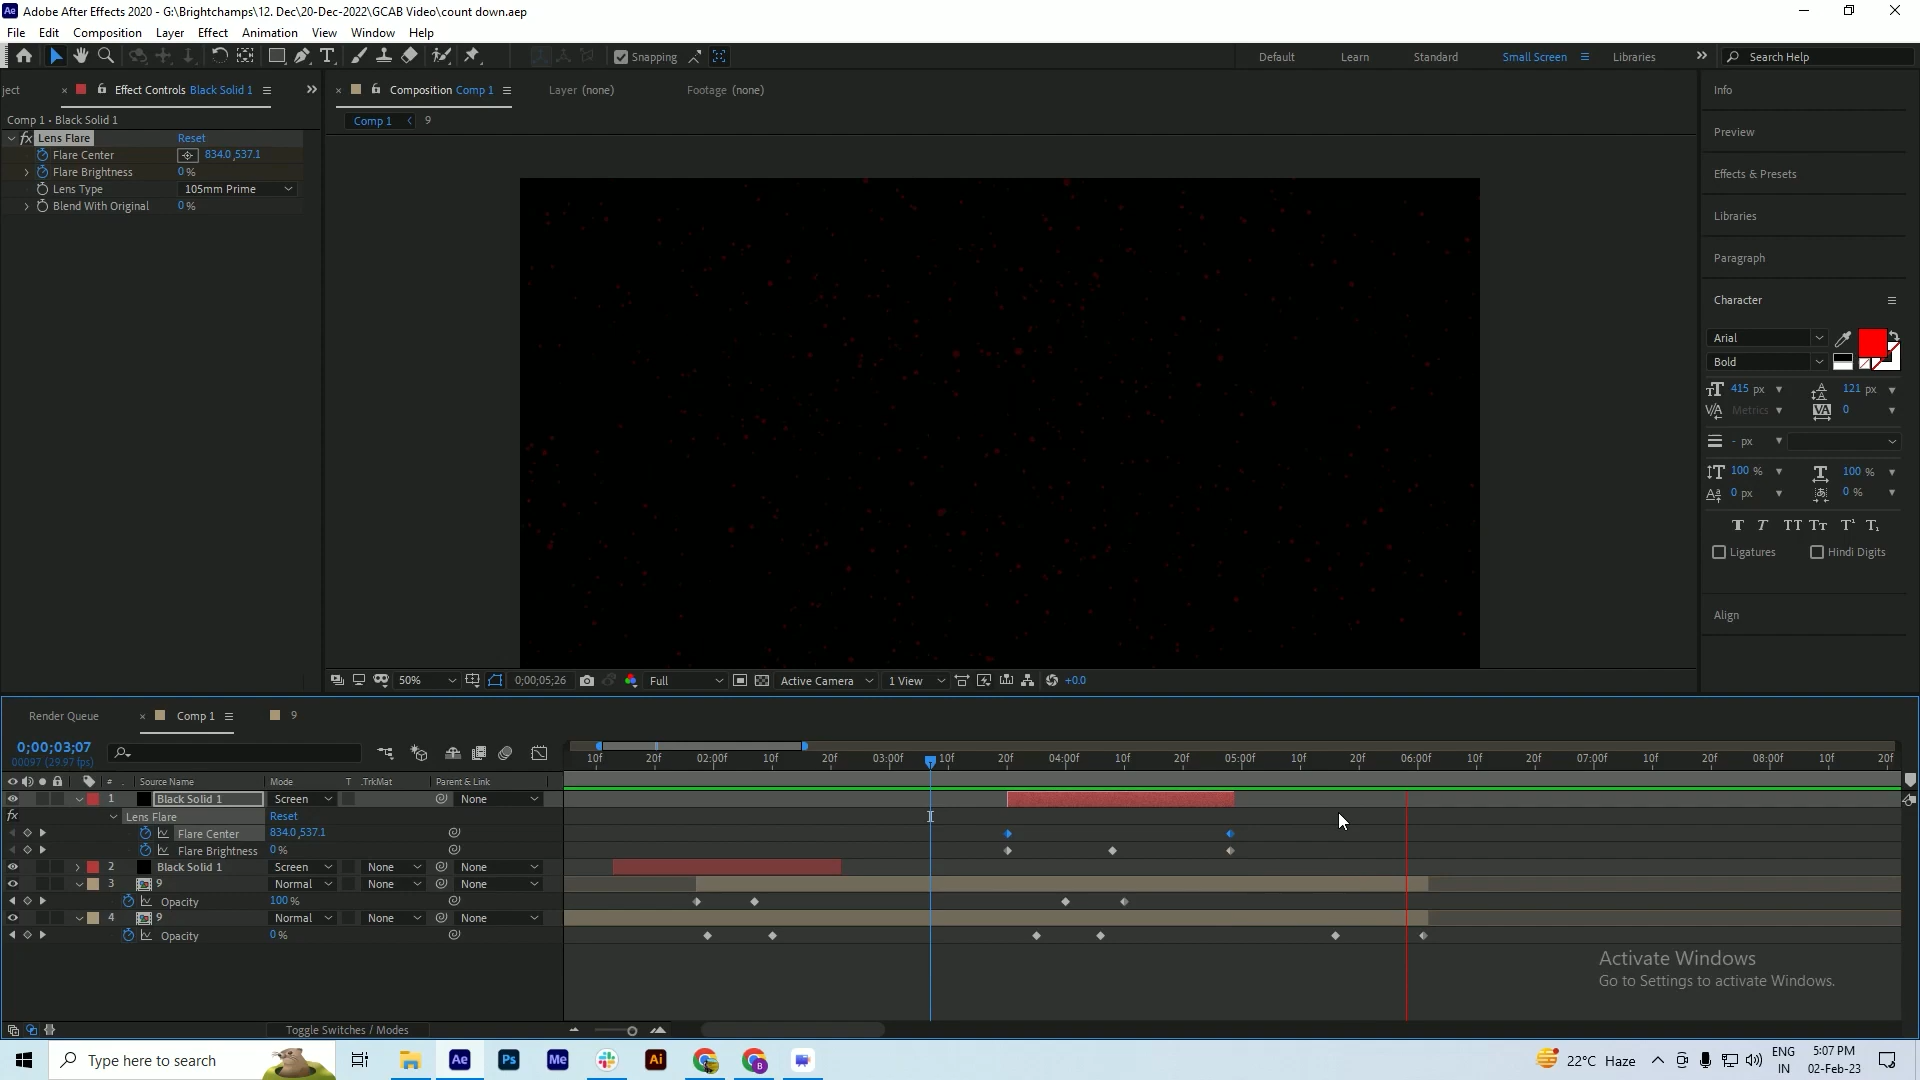 Adobe After Effects 2020 - G:\Brightchamps\12. Dec\20-Dec-2022\GCAB Video\count down.aep
File Edit Composition Layer Effect Animation View Window Help
Snapping
Default Learn Standard Small Screen Libraries Search Help
ject Effect Controls Black Solid 1
Composition Comp 1 Layer (none) Footage (none)
Comp 1 9
Comp 1 • Black Solid 1
fx Lens Flare Reset
Flare Center 834.0,537.1
Flare Brightness 0 %
Lens Type 105mm Prime
Blend With Original 0 %
Info
Preview
Effects & Presets
Libraries
Paragraph
Character
Arial
Bold
415 px 121 px
Metrics 0
- px
100 % 100 %
0 px 0 %
T T TT Tt T¹ T₁
Ligatures Hindi Digits
Align
50% 0;00;05;26 Full Active Camera 1 View +0.0
Render Queue Comp 1 9
0;00;03;07
00097 (29.97 fps)
10f 20f 02:00f 10f 20f 03:00f 10f 20f 04:00f 10f 20f 05:00f 10f 20f 06:00f 10f 20f 07:00f 10f 20f 08:00f 10f 20f
# Source Name Mode T .TrkMat Parent & Link
1 Black Solid 1 Screen None
fx Lens Flare Reset
Flare Center 834.0,537.1
Flare Brightness 0 %
2 Black Solid 1 Screen None None
3 9 Normal None None
Opacity 100 %
4 9 Normal None None
Opacity 0 %
Activate Windows
Go to Settings to activate Windows.
Toggle Switches / Modes
Type here to search Ae Ps Me Ai B 22°C Haze ENG IN 5:07 PM 02-Feb-23